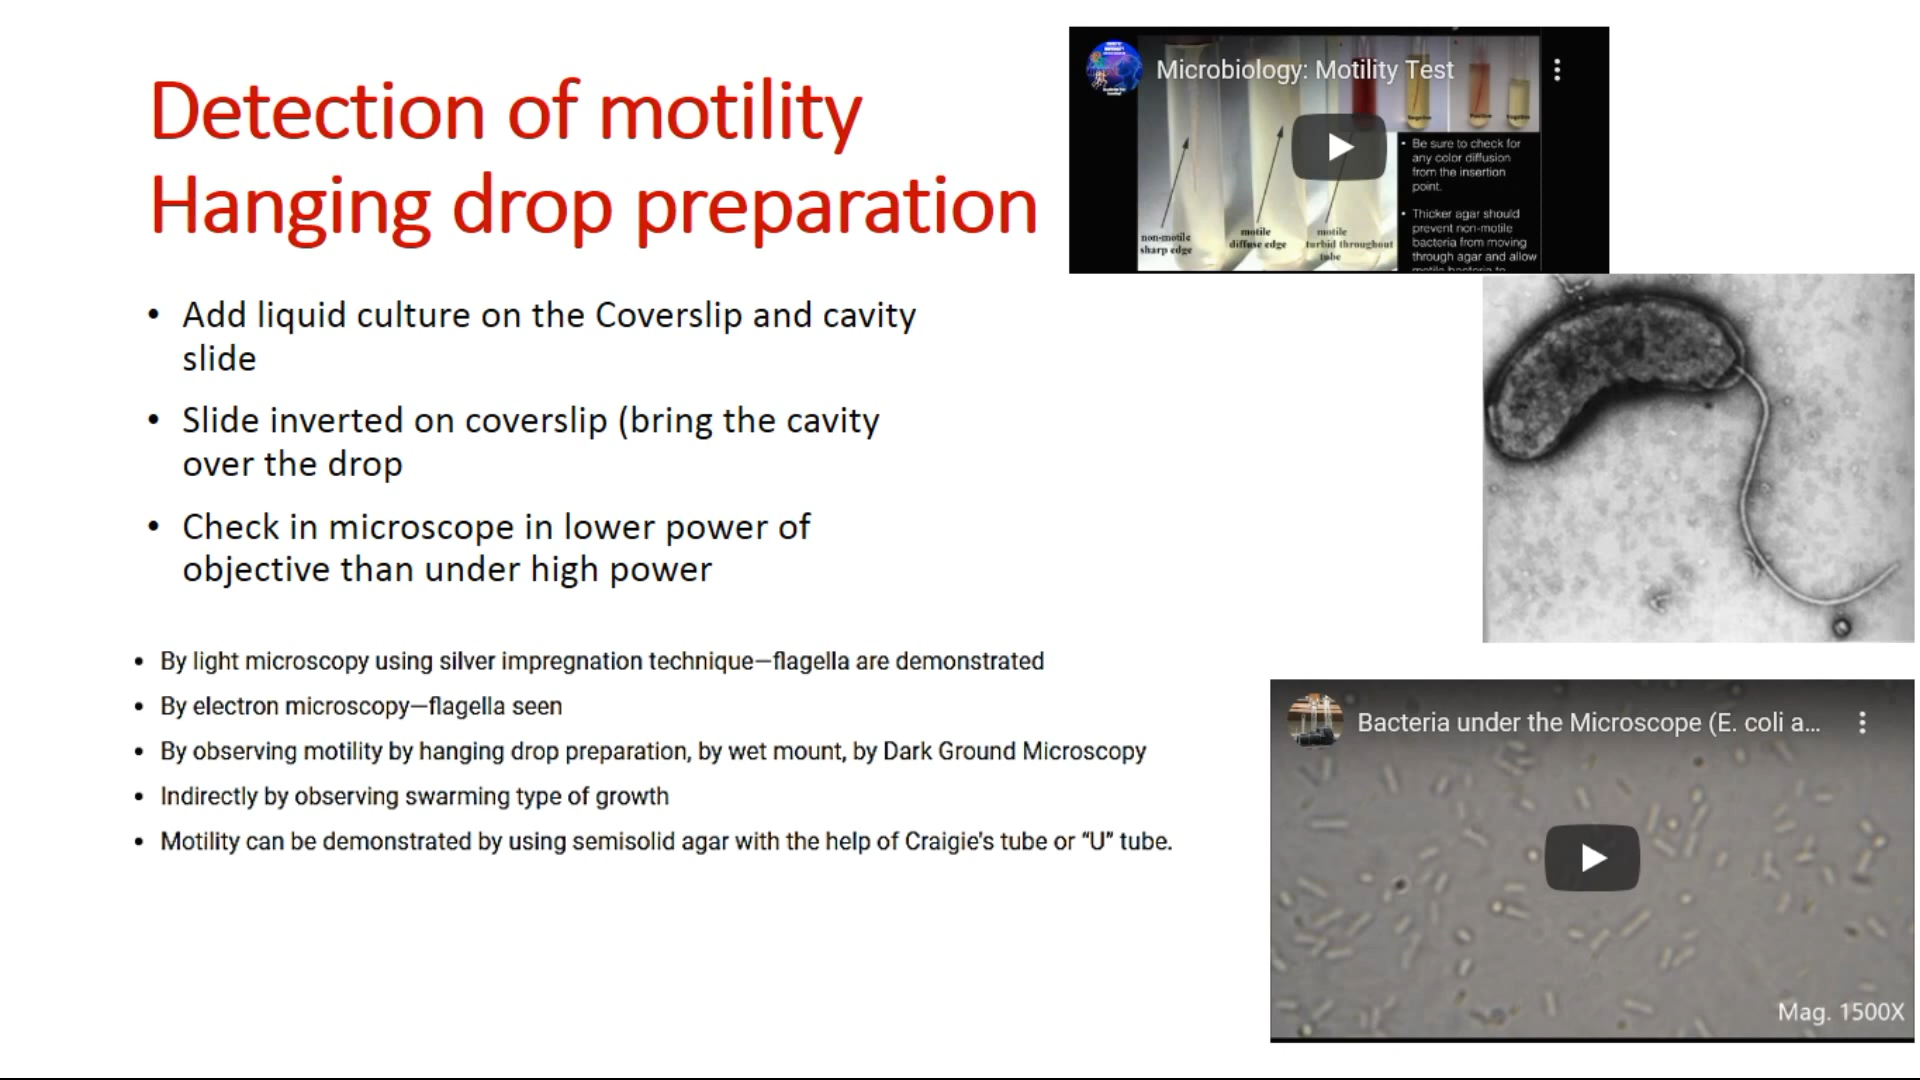 Detection of motility
Hanging drop preparation
• Add liquid culture on the Coverslip and cavity
slide
• Slide inverted on coverslip (bring the cavity
over the drop
• Check in microscope in lower power of
objective than under high power
• By light microscopy using silver impregnation technique—flagella are demonstrated
• By electron microscopy—flagella seen
• By observing motility by hanging drop preparation, by wet mount, by Dark Ground Microscopy
• Indirectly by observing swarming type of growth
• Motility can be demonstrated by using semisolid agar with the help of Craigie's tube or “U” tube.
Microbiology: Motility Test
non-motile
sharp edge
motile
diffuse edge
motile
turbid throughout
tube
Negative
Positive
Negative
• Be sure to check for
any color diffusion
from the insertion
point.
• Thicker agar should
prevent non-motile
bacteria from moving
through agar and allow
motile bacteria to
Bacteria under the Microscope (E. coli a...
Mag. 1500X